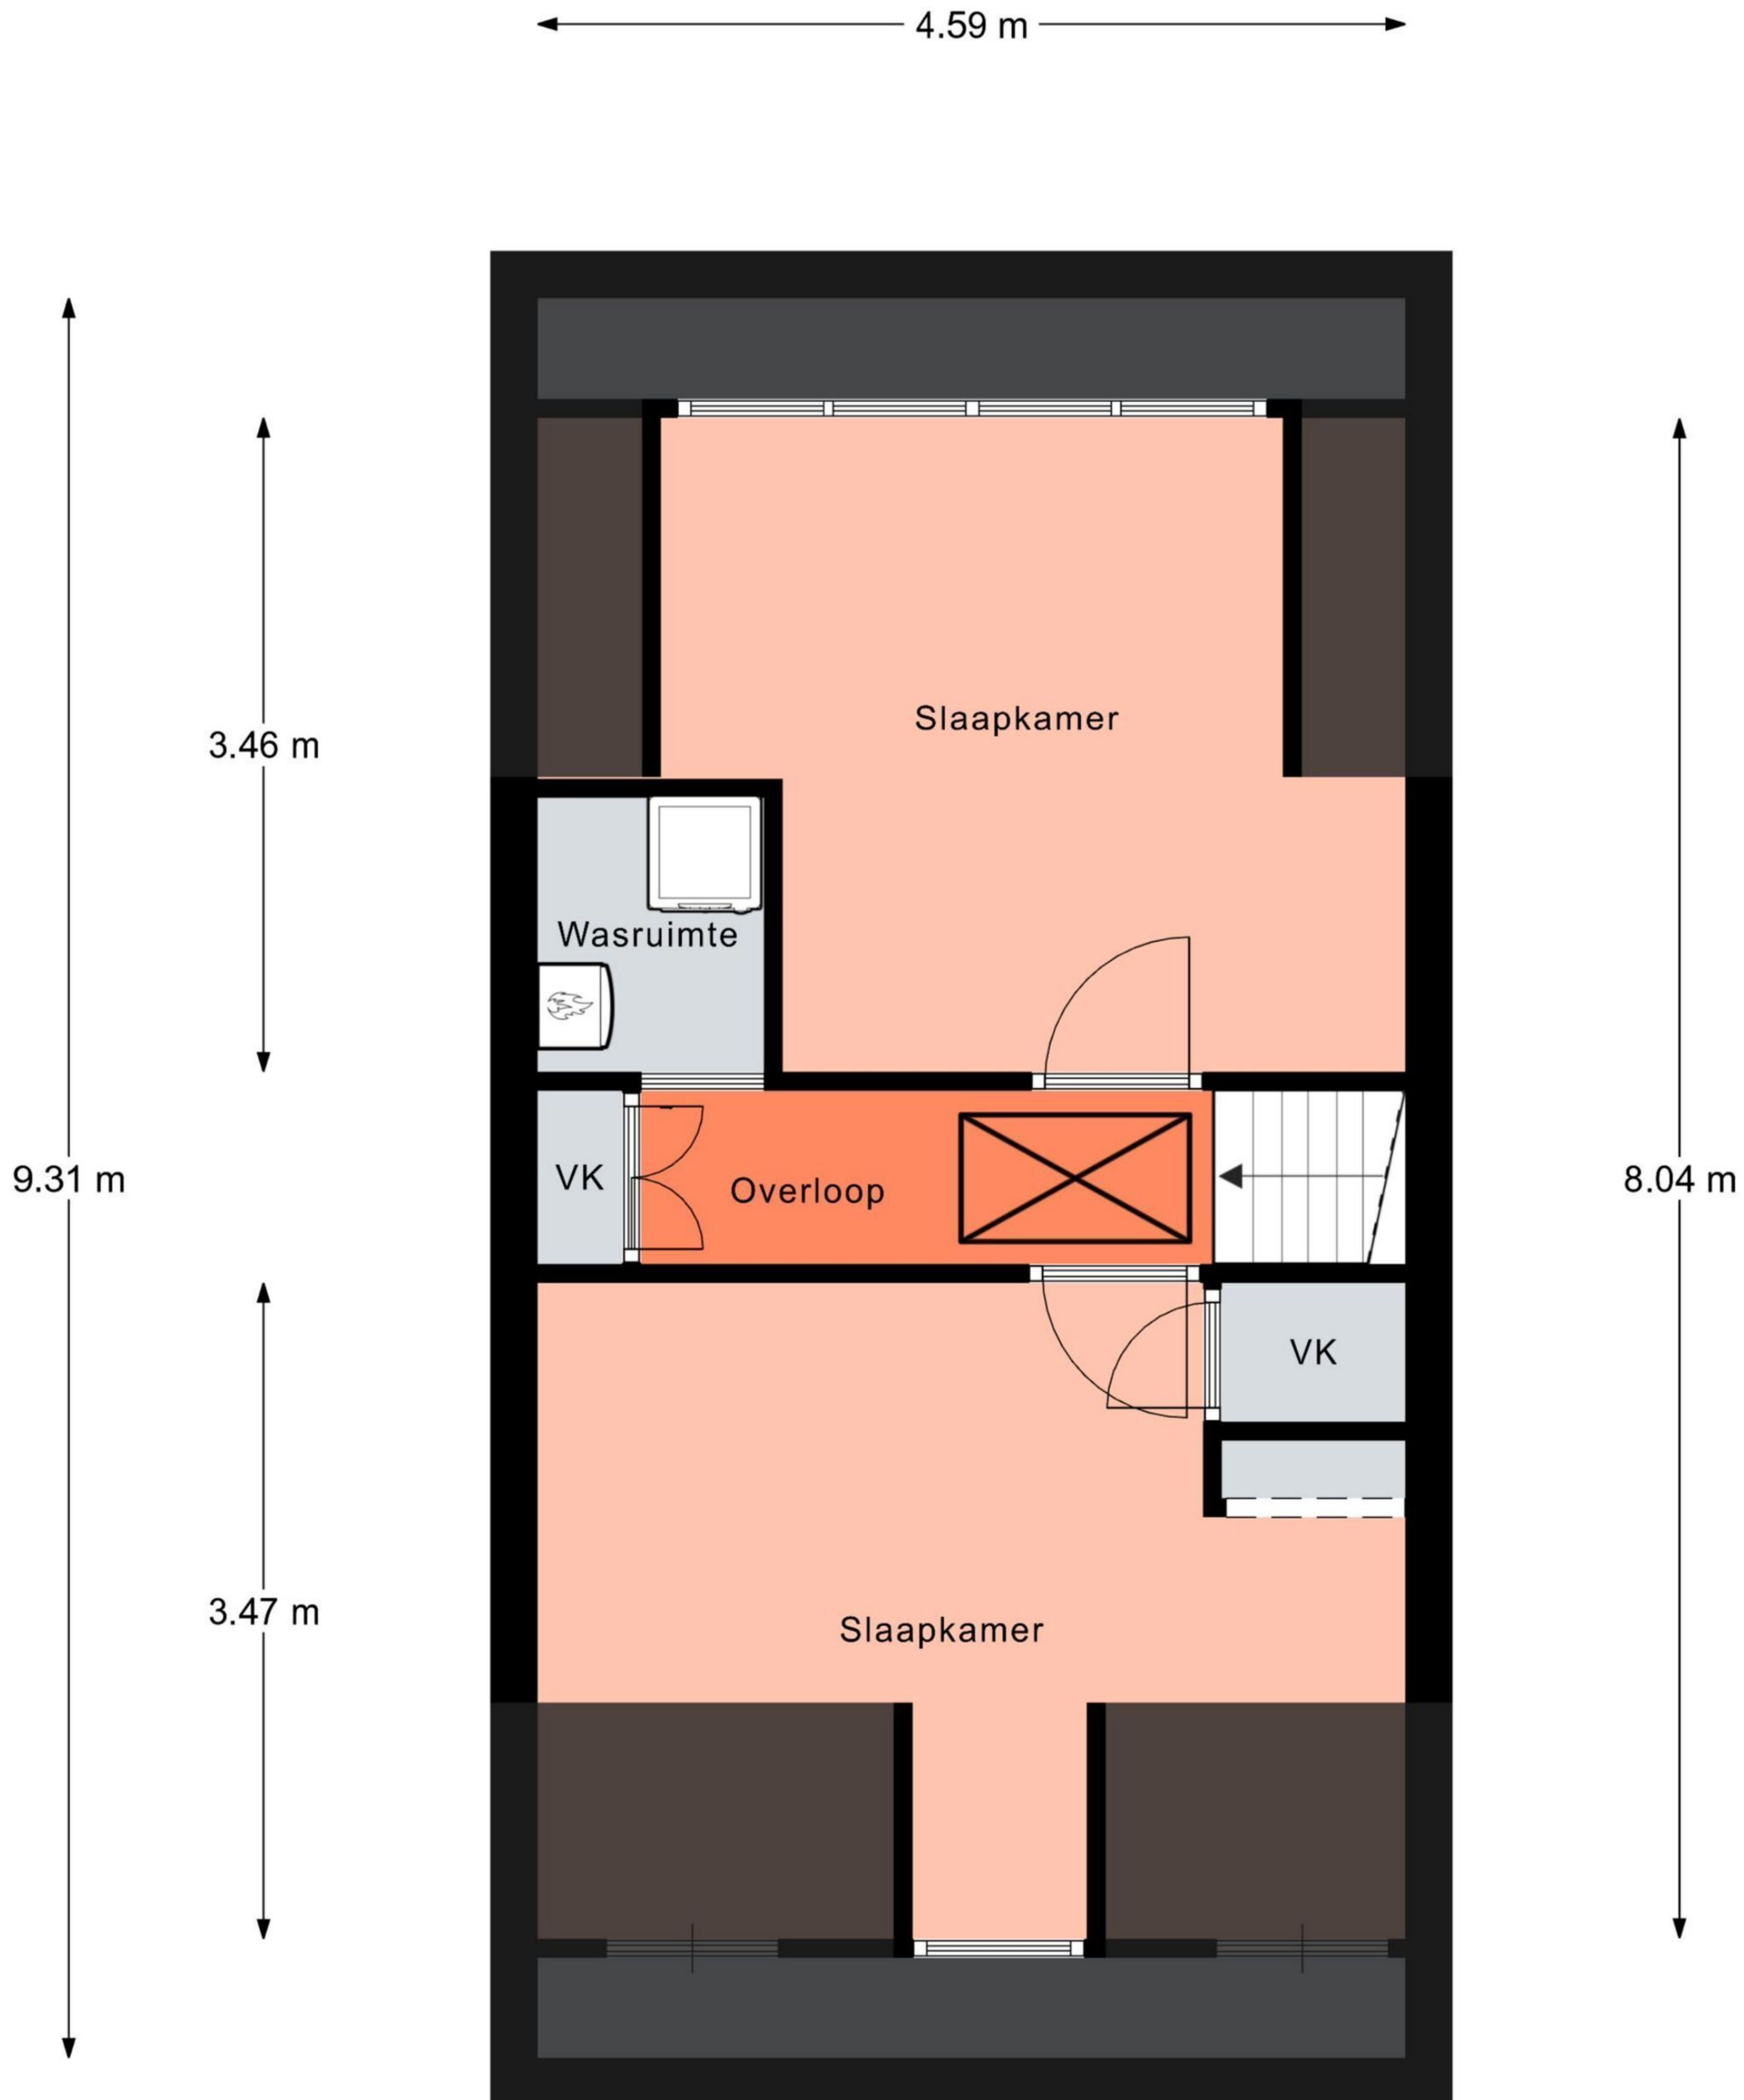 4.59 m
Slaapkamer
3.46 m
Wasruimte
9.31 m
VK
Overloop
8.04 m
VK
3.47 m
Slaapkamer